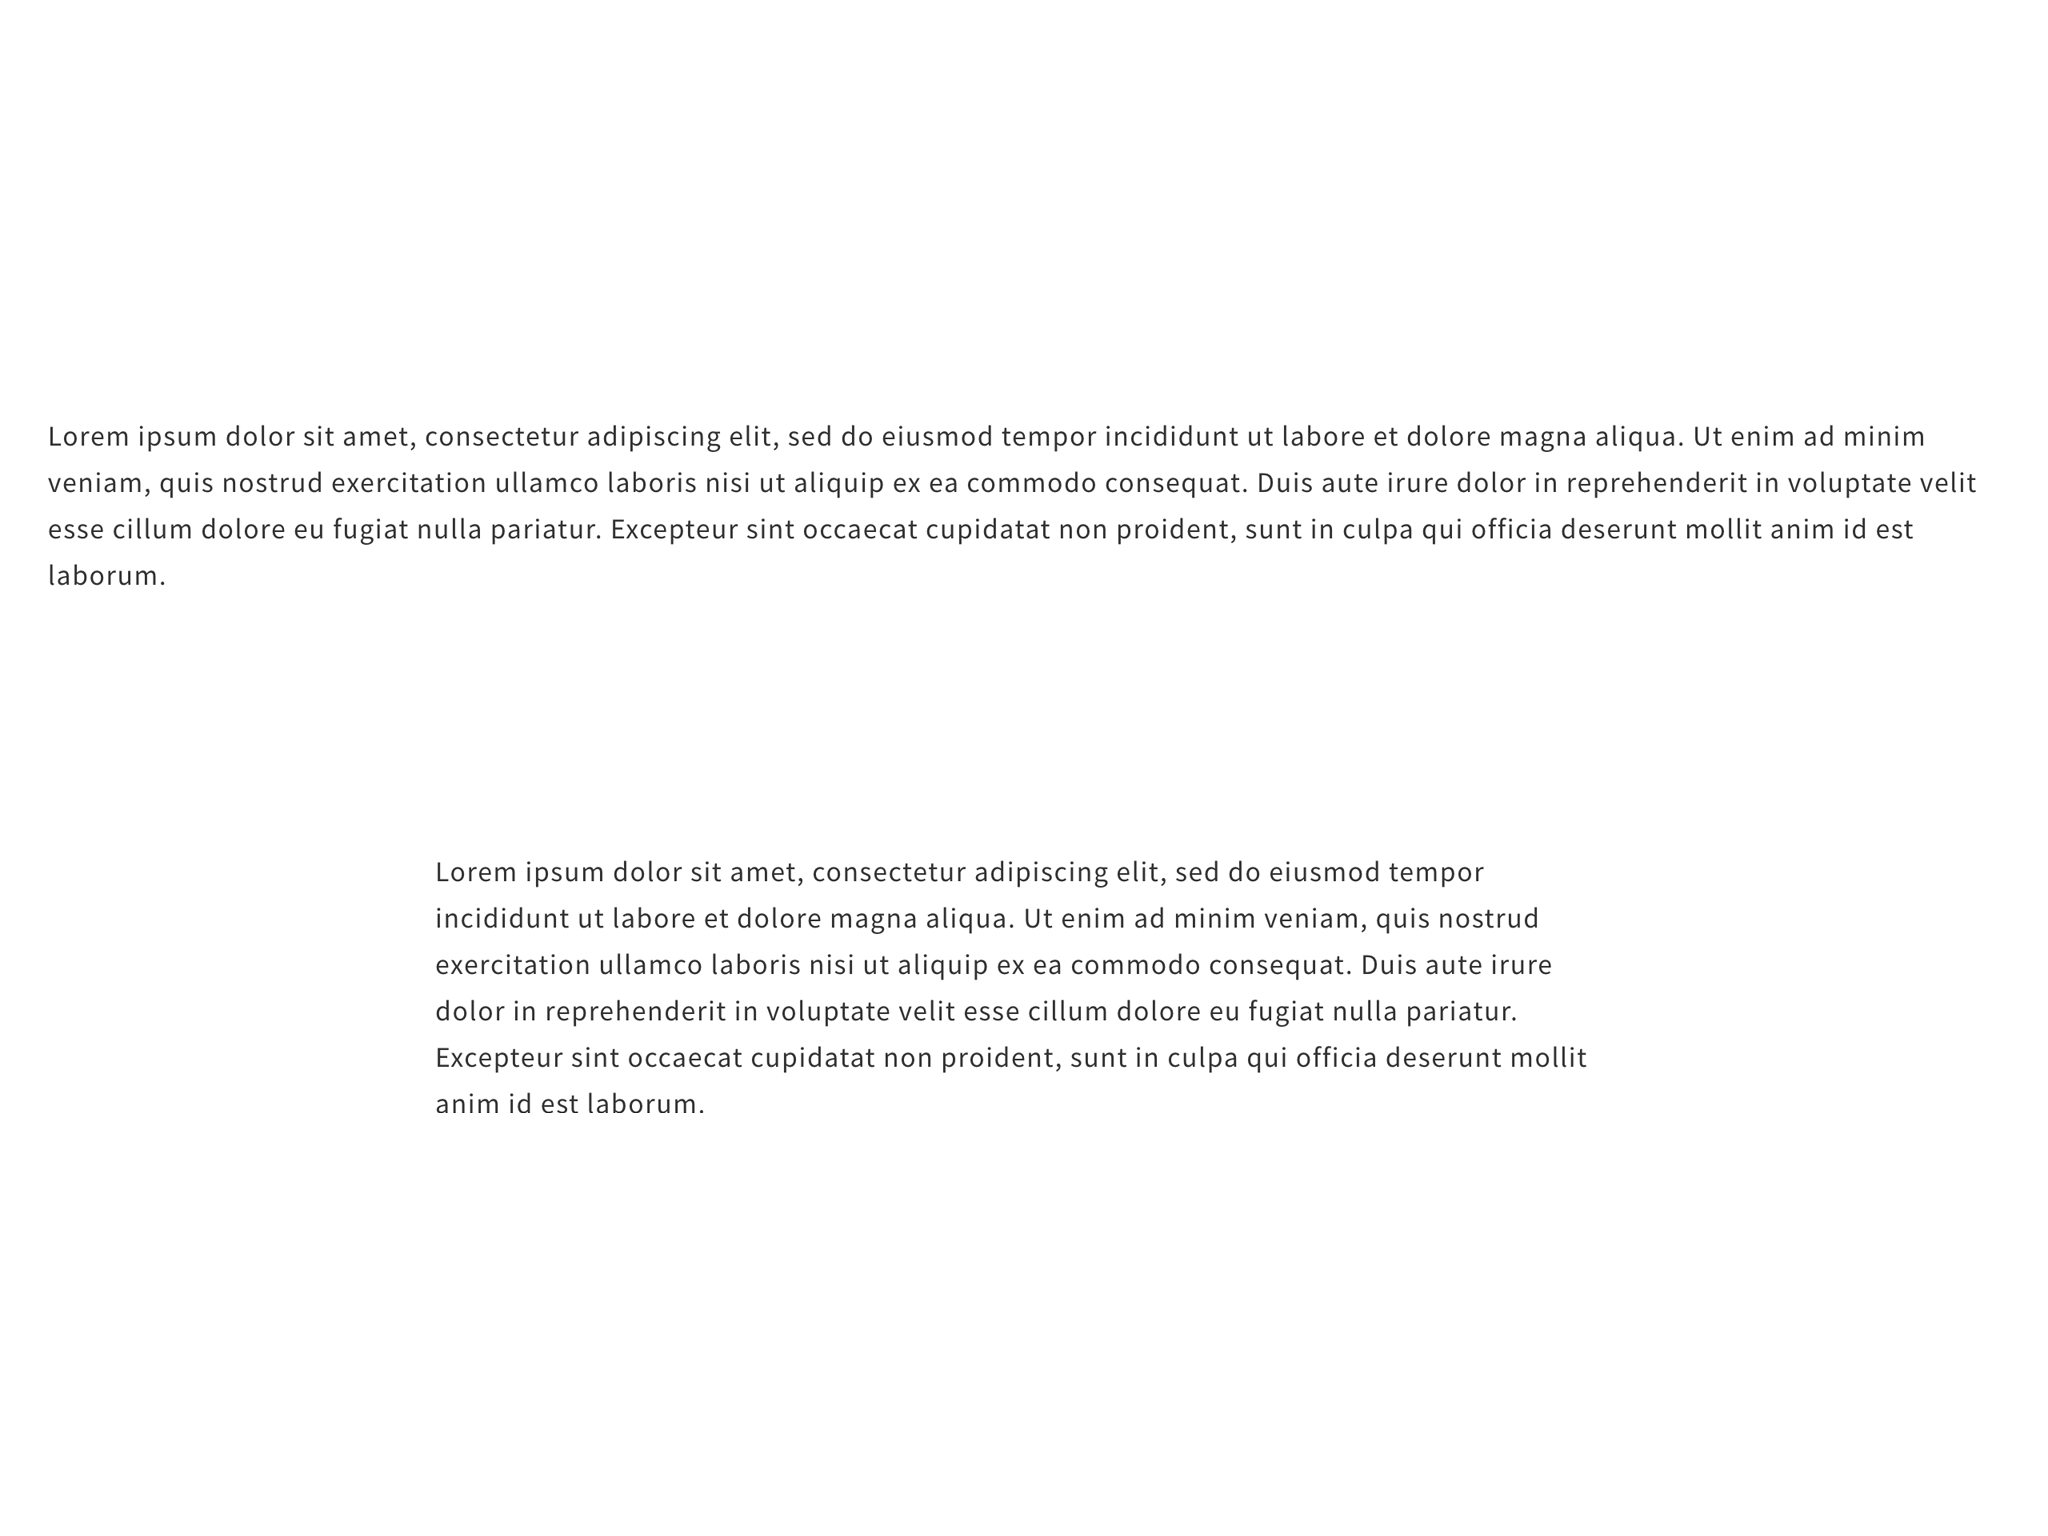 Lorem ipsum dolor sit amet, consectetur adipiscing elit, sed do eiusmod tempor incididunt ut labore et dolore magna aliqua. Ut enim ad minim
veniam, quis nostrud exercitation ullamco laboris nisi ut aliquip ex ea commodo consequat. Duis aute irure dolor in reprehenderit in voluptate velit
esse cillum dolore eu fugiat nulla pariatur. Excepteur sint occaecat cupidatat non proident, sunt in culpa qui officia deserunt mollit anim id est
laborum.
Lorem ipsum dolor sit amet, consectetur adipiscing elit, sed do eiusmod tempor
incididunt ut labore et dolore magna aliqua. Ut enim ad minim veniam, quis nostrud
exercitation ullamco laboris nisi ut aliquip ex ea commodo consequat. Duis aute irure
dolor in reprehenderit in voluptate velit esse cillum dolore eu fugiat nulla pariatur.
Excepteur sint occaecat cupidatat non proident, sunt in culpa qui officia deserunt mollit
anim id est laborum.